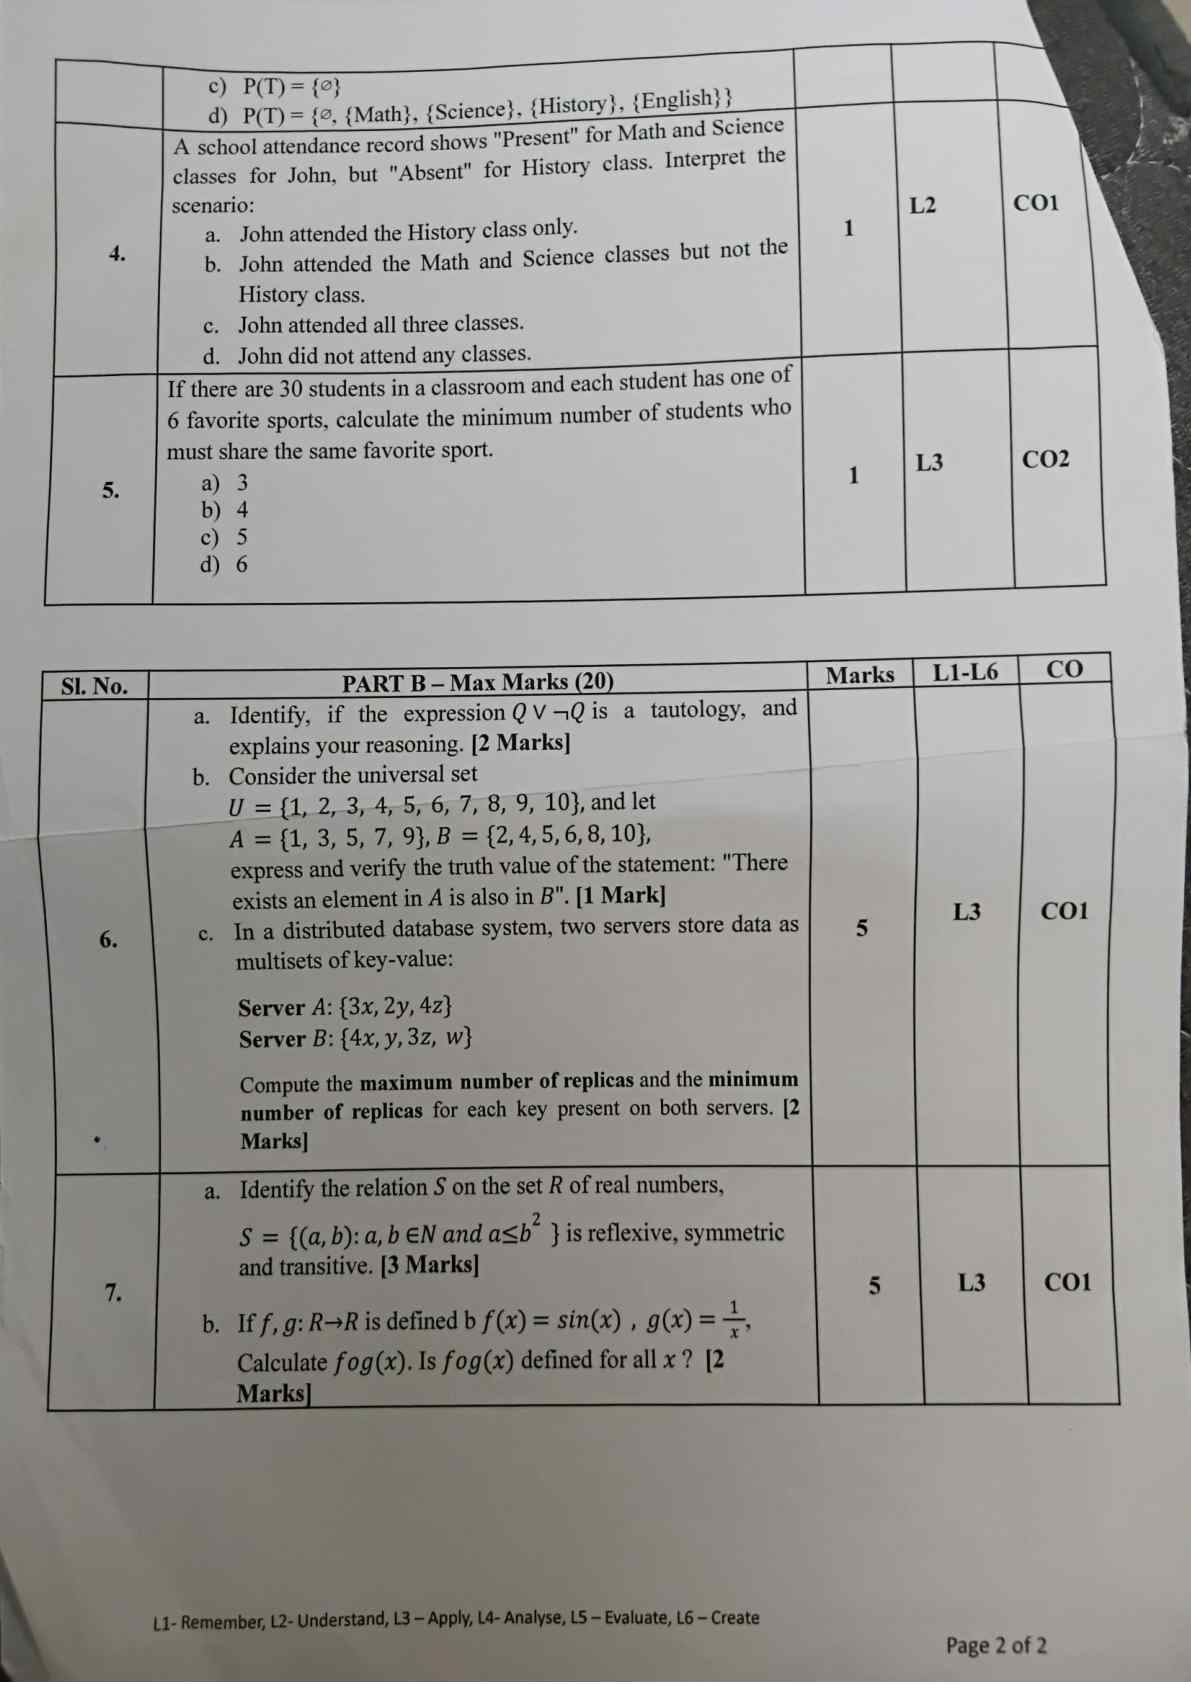 c) P(T) = {∅}
d) P(T) = {∅, {Math}, {Science}, {History}, {English}}
4.
A school attendance record shows "Present" for Math and Science
classes for John, but "Absent" for History class. Interpret the
scenario:
a. John attended the History class only.
b. John attended the Math and Science classes but not the
History class.
c. John attended all three classes.
d. John did not attend any classes.
1
L2
CO1
5.
If there are 30 students in a classroom and each student has one of
6 favorite sports, calculate the minimum number of students who
must share the same favorite sport.
a) 3
b) 4
c) 5
d) 6
1
L3
CO2
Sl. No. PART B – Max Marks (20) Marks L1-L6 CO
6.
a. Identify, if the expression Q ∨ ¬Q is a tautology, and
explains your reasoning. [2 Marks]
b. Consider the universal set
U = {1, 2, 3, 4, 5, 6, 7, 8, 9, 10}, and let
A = {1, 3, 5, 7, 9}, B = {2, 4, 5, 6, 8, 10},
express and verify the truth value of the statement: "There
exists an element in A is also in B". [1 Mark]
c. In a distributed database system, two servers store data as
multisets of key-value:
Server A: {3x, 2y, 4z}
Server B: {4x, y, 3z, w}
Compute the maximum number of replicas and the minimum
number of replicas for each key present on both servers. [2
Marks]
5
L3
CO1
7.
a. Identify the relation S on the set R of real numbers,
S = {(a, b): a, b ∈N and a≤b² } is reflexive, symmetric
and transitive. [3 Marks]
b. If f, g: R→R is defined b f(x) = sin(x) , g(x) = 1/x,
Calculate fog(x). Is fog(x) defined for all x ? [2
Marks]
5
L3
CO1
L1- Remember, L2- Understand, L3 – Apply, L4- Analyse, L5 – Evaluate, L6 – Create
Page 2 of 2